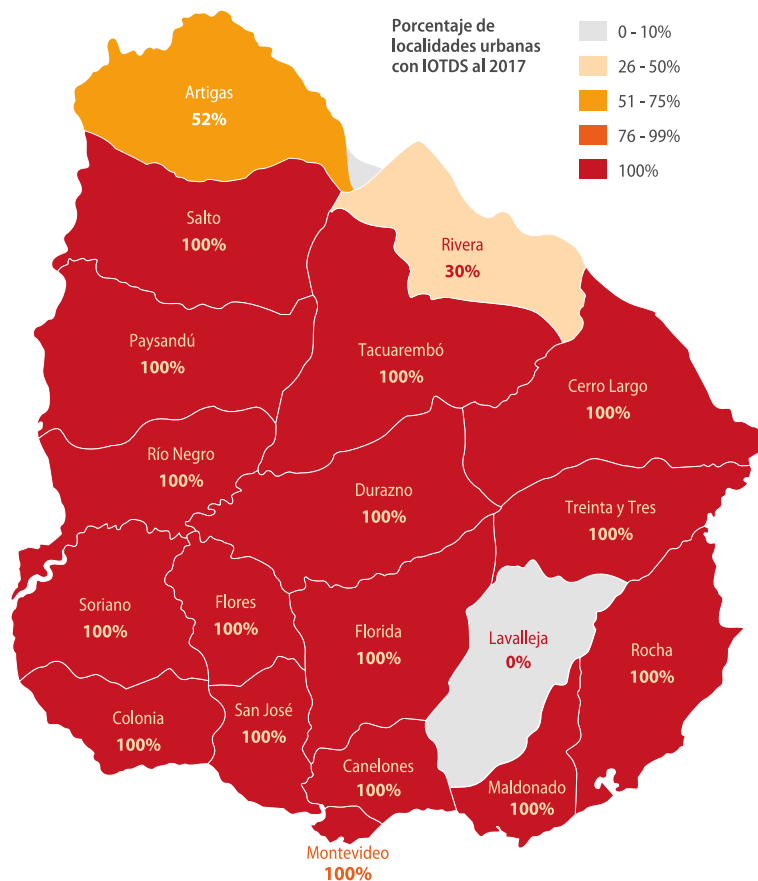 Porcentaje de
localidades urbanas
con IOTDS al 2017
0 - 10%
26 - 50%
51 - 75%
76 - 99%
100%
Artigas
52%
Salto
100%
Rivera
30%
Paysandú
100%
Tacuarembó
100%
Cerro Largo
100%
Río Negro
100%
Durazno
100%
Treinta y Tres
100%
Soriano
100%
Flores
100%
Florida
100%
Lavalleja
0%
Rocha
100%
Colonia
100%
San José
100%
Canelones
100%
Maldonado
100%
Montevideo
100%